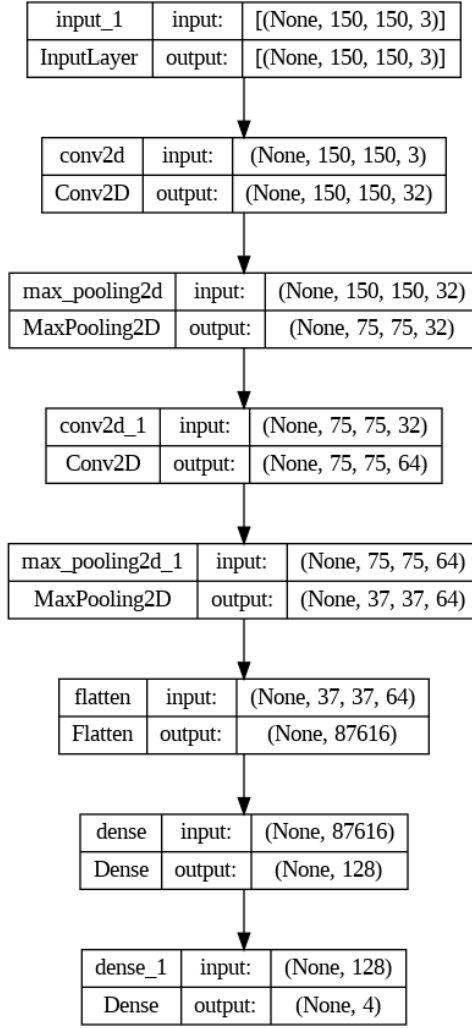 input_1 input: [(None, 150, 150, 3)]
InputLayer output: [(None, 150, 150, 3)]
conv2d input: (None, 150, 150, 3)
Conv2D output: (None, 150, 150, 32)
max_pooling2d input: (None, 150, 150, 32)
MaxPooling2D output: (None, 75, 75, 32)
conv2d_1 input: (None, 75, 75, 32)
Conv2D output: (None, 75, 75, 64)
max_pooling2d_1 input: (None, 75, 75, 64)
MaxPooling2D output: (None, 37, 37, 64)
flatten input: (None, 37, 37, 64)
Flatten output: (None, 87616)
dense input: (None, 87616)
Dense output: (None, 128)
dense_1 input: (None, 128)
Dense output: (None, 4)